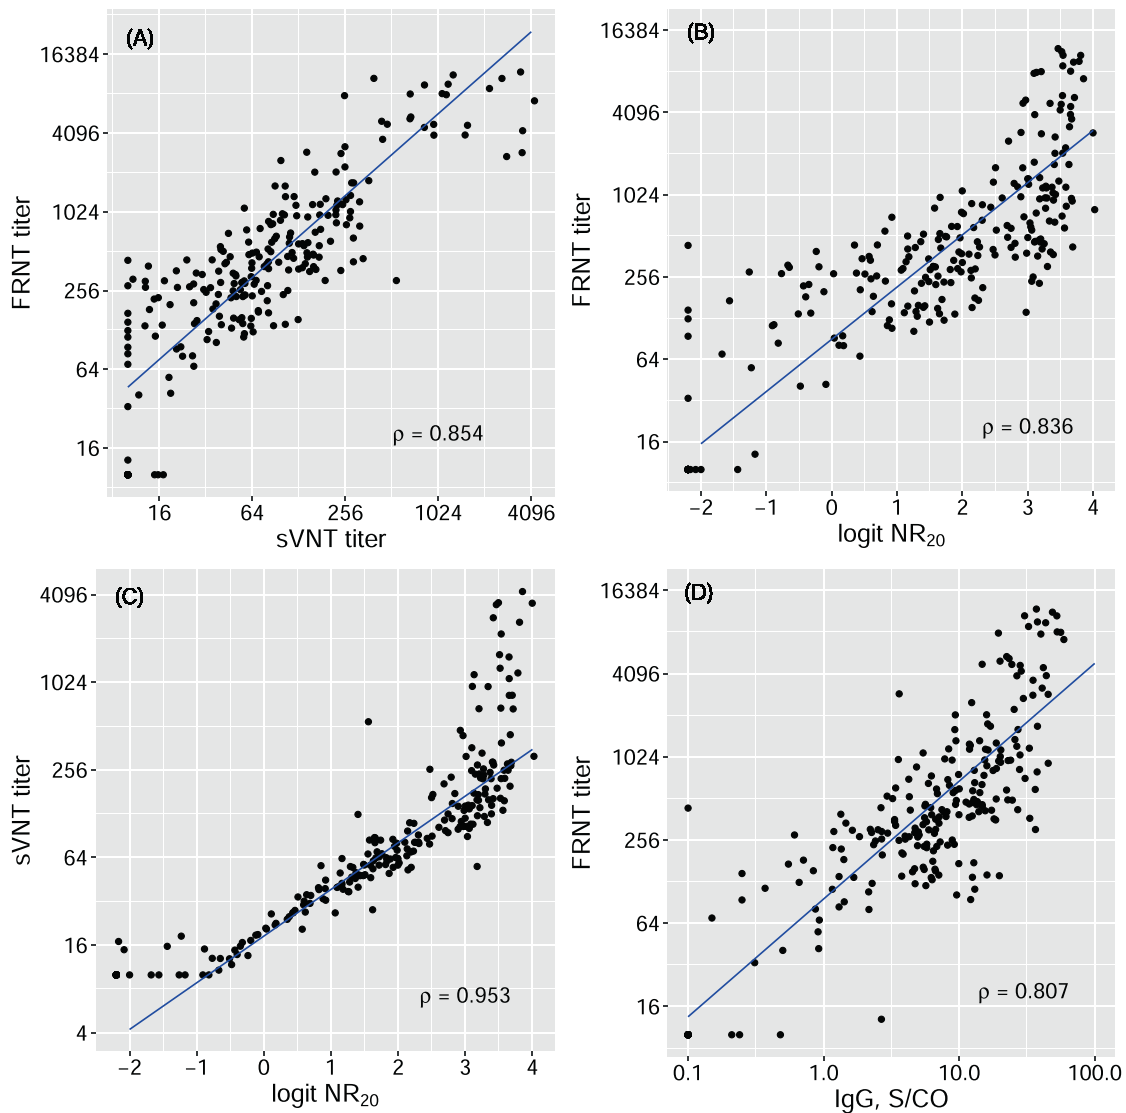 (A)
FRNT titer
16384
4096
1024
256
64
16
ρ = 0.854
16 64 256 1024 4096
sVNT titer
(B)
FRNT titer
16384
4096
1024
256
64
16
ρ = 0.836
−2 −1 0 1 2 3 4
logit NR20
(C)
sVNT titer
4096
1024
256
64
16
4
ρ = 0.953
−2 −1 0 1 2 3 4
logit NR20
(D)
FRNT titer
16384
4096
1024
256
64
16
ρ = 0.807
0.1 1.0 10.0 100.0
IgG, S/CO